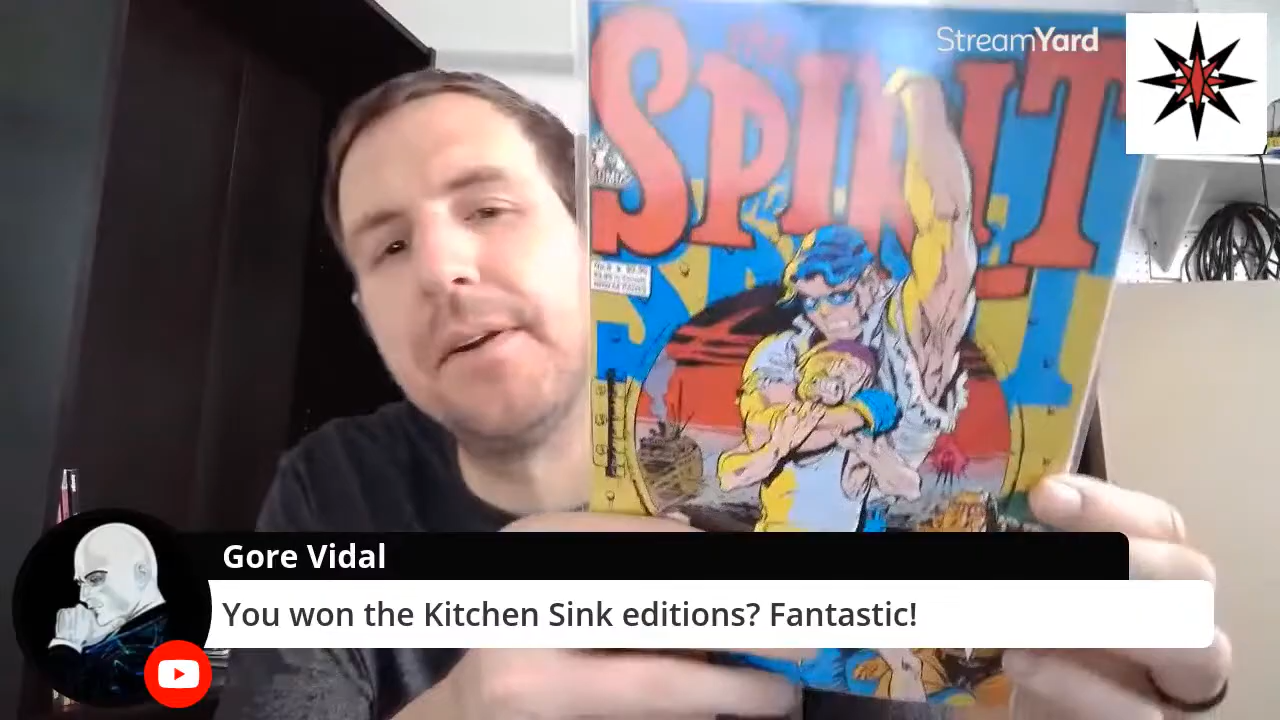 StreamYard
the
SPIRIT
Gore Vidal
You won the Kitchen Sink editions? Fantastic!